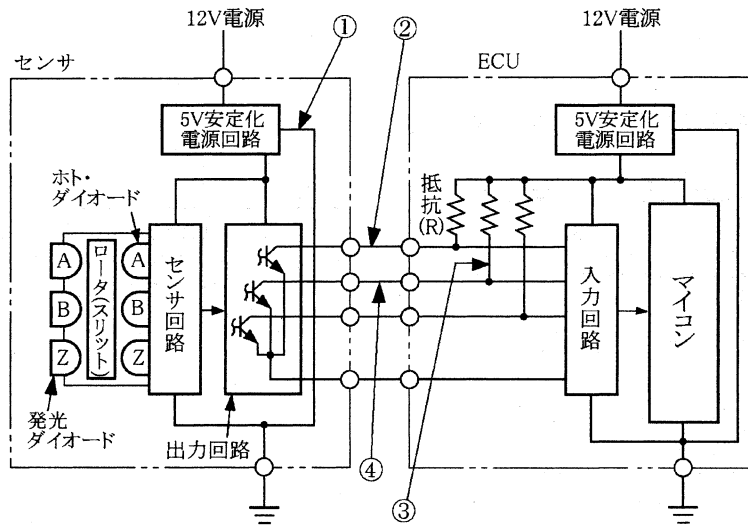 12V電源
①
②
12V電源
センサ
ECU
5V安定化
電源回路
5V安定化
電源回路
ホト・
ダイオード
抵抗
(R)
A
B
Z
ロータ(スリット)
A
B
Z
センサ回路
入力回路
マイコン
発光
ダイオード
出力回路
④
③